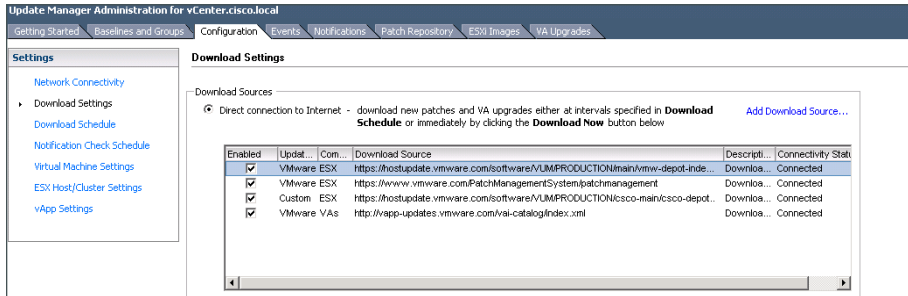 Update Manager Administration for vCenter.cisco.local
Getting Started Baselines and Groups Configuration Events Notifications Patch Repository ESXi Images VA Upgrades
Settings
Network Connectivity
Download Settings
Download Schedule
Notification Check Schedule
Virtual Machine Settings
ESX Host/Cluster Settings
vApp Settings
Download Settings
Download Sources
Direct connection to Internet - download new patches and VA upgrades either at intervals specified in Download
Schedule or immediately by clicking the Download Now button below
Add Download Source...
Enabled Updat... Com... Download Source Descripti... Connectivity Statu
VMware ESX https://hostupdate.vmware.com/software/VUM/PRODUCTION/main/vmw-depot-inde... Downloa... Connected
VMware ESX https://www.vmware.com/PatchManagementSystem/patchmanagement Downloa... Connected
Custom ESX https://hostupdate.vmware.com/software/VUM/PRODUCTION/csco-main/csco-depot... Downloa... Connected
VMware VAs http://vapp-updates.vmware.com/vai-catalog/index.xml Downloa... Connected